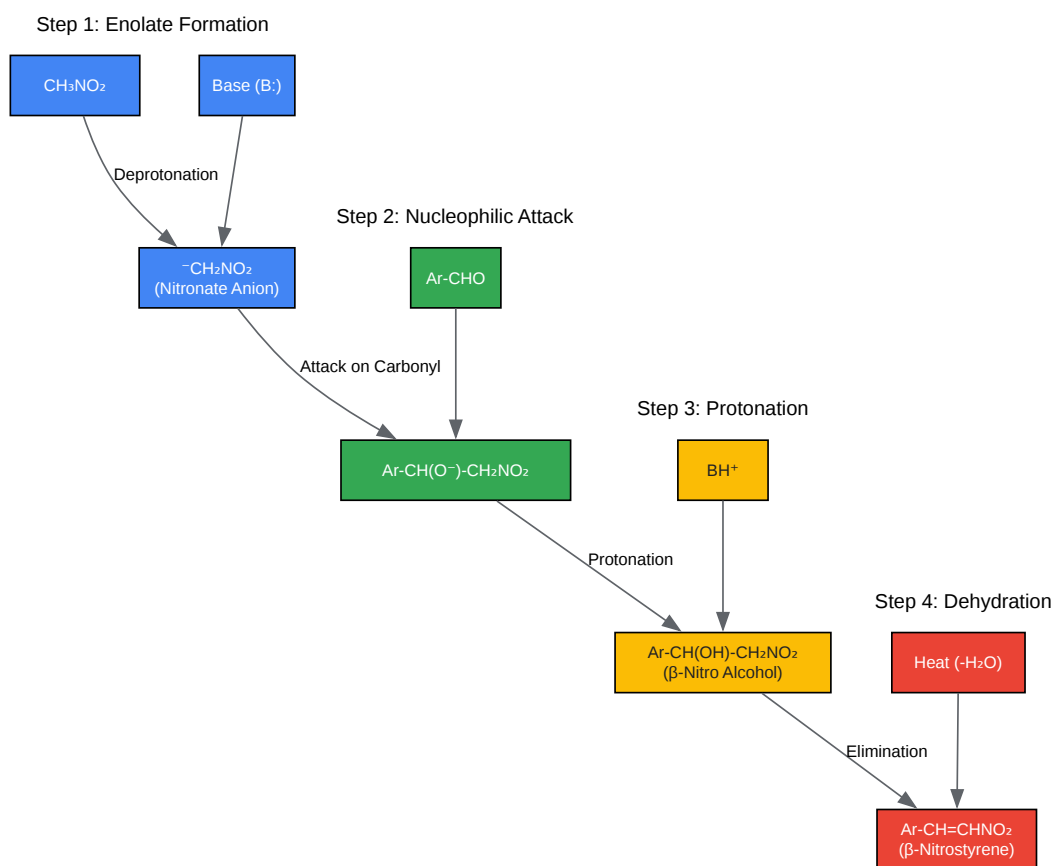 Step 1: Enolate Formation
CH₃NO₂
Base (B:)
Deprotonation
Step 2: Nucleophilic Attack
⁻CH₂NO₂
(Nitronate Anion)
Ar-CHO
Attack on Carbonyl
Step 3: Protonation
Ar-CH(O⁻)-CH₂NO₂
BH⁺
Protonation
Step 4: Dehydration
Ar-CH(OH)-CH₂NO₂
(β-Nitro Alcohol)
Heat (-H₂O)
Elimination
Ar-CH=CHNO₂
(β-Nitrostyrene)